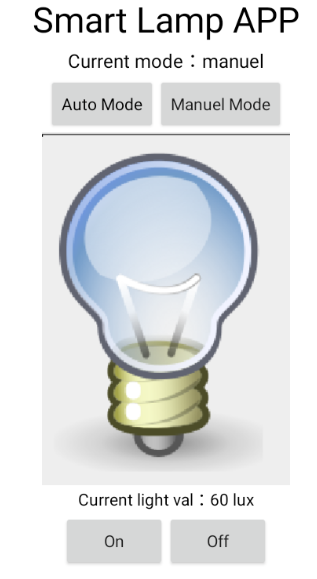 Smart Lamp APP
Current mode：manuel
Auto Mode Manuel Mode
Current light val：60 lux
On Off